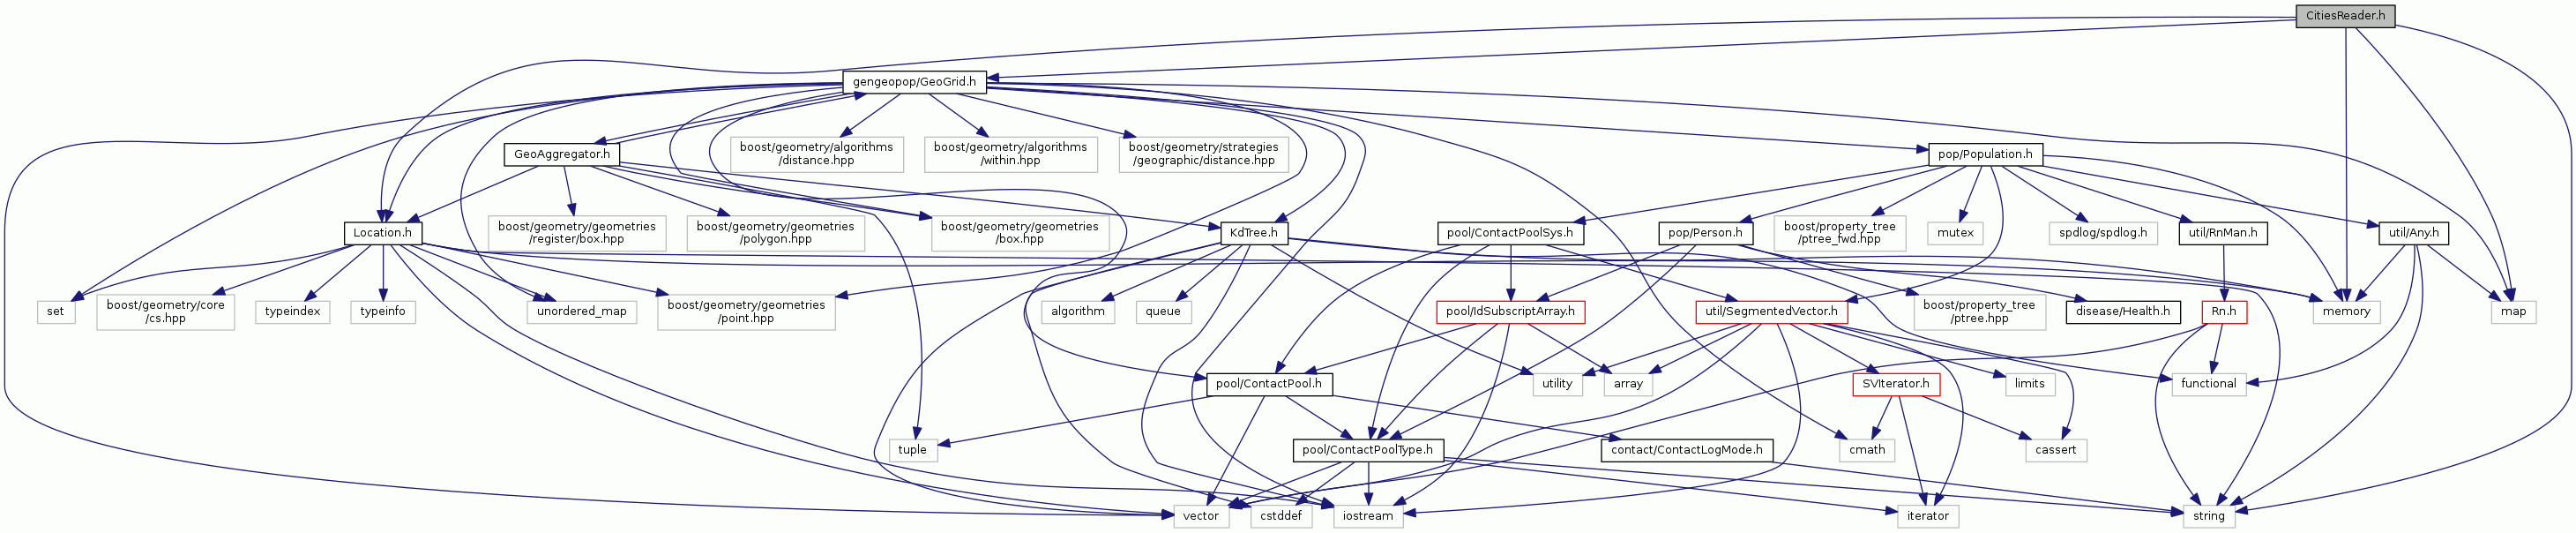 CitiesReader.h
gengeopop/GeoGrid.h
GeoAggregator.h
boost/geometry/algorithms
/distance.hpp
boost/geometry/algorithms
/within.hpp
boost/geometry/strategies
/geographic/distance.hpp
pop/Population.h
Location.h
boost/geometry/geometries
/register/box.hpp
boost/geometry/geometries
/polygon.hpp
boost/geometry/geometries
/box.hpp
KdTree.h
pool/ContactPoolSys.h
pop/Person.h
boost/property_tree
/ptree_fwd.hpp
mutex
spdlog/spdlog.h
util/RnMan.h
util/Any.h
set
boost/geometry/core
/cs.hpp
typeindex
typeinfo
unordered_map
boost/geometry/geometries
/point.hpp
algorithm
queue
pool/IdSubscriptArray.h
util/SegmentedVector.h
boost/property_tree
/ptree.hpp
disease/Health.h
Rn.h
memory
map
pool/ContactPool.h
utility
array
SVIterator.h
limits
functional
tuple
pool/ContactPoolType.h
contact/ContactLogMode.h
cmath
cassert
vector
cstddef
iostream
iterator
string